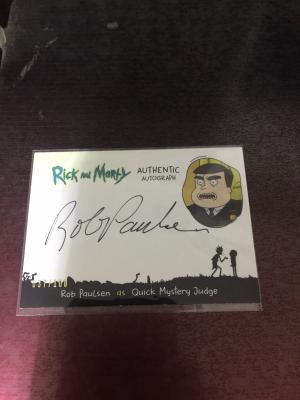 Rick and Morty AUTHENTIC
AUTOGRAPH
Rob Paulsen
Rob Paulsen as Quick Mystery Judge